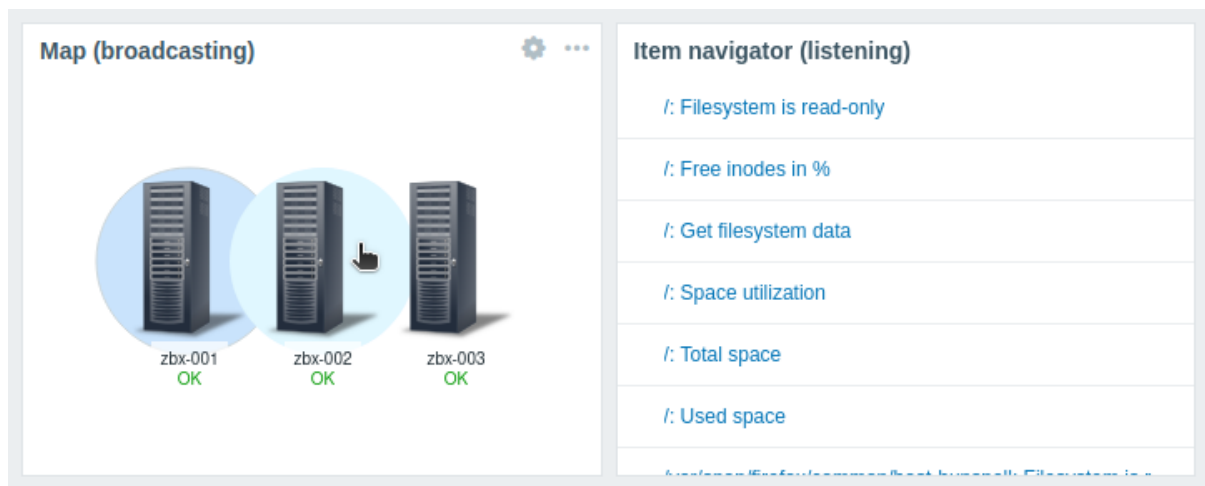 Map (broadcasting)
zbx-001
OK
zbx-002
OK
zbx-003
OK
Item navigator (listening)
/: Filesystem is read-only
/: Free inodes in %
/: Get filesystem data
/: Space utilization
/: Total space
/: Used space